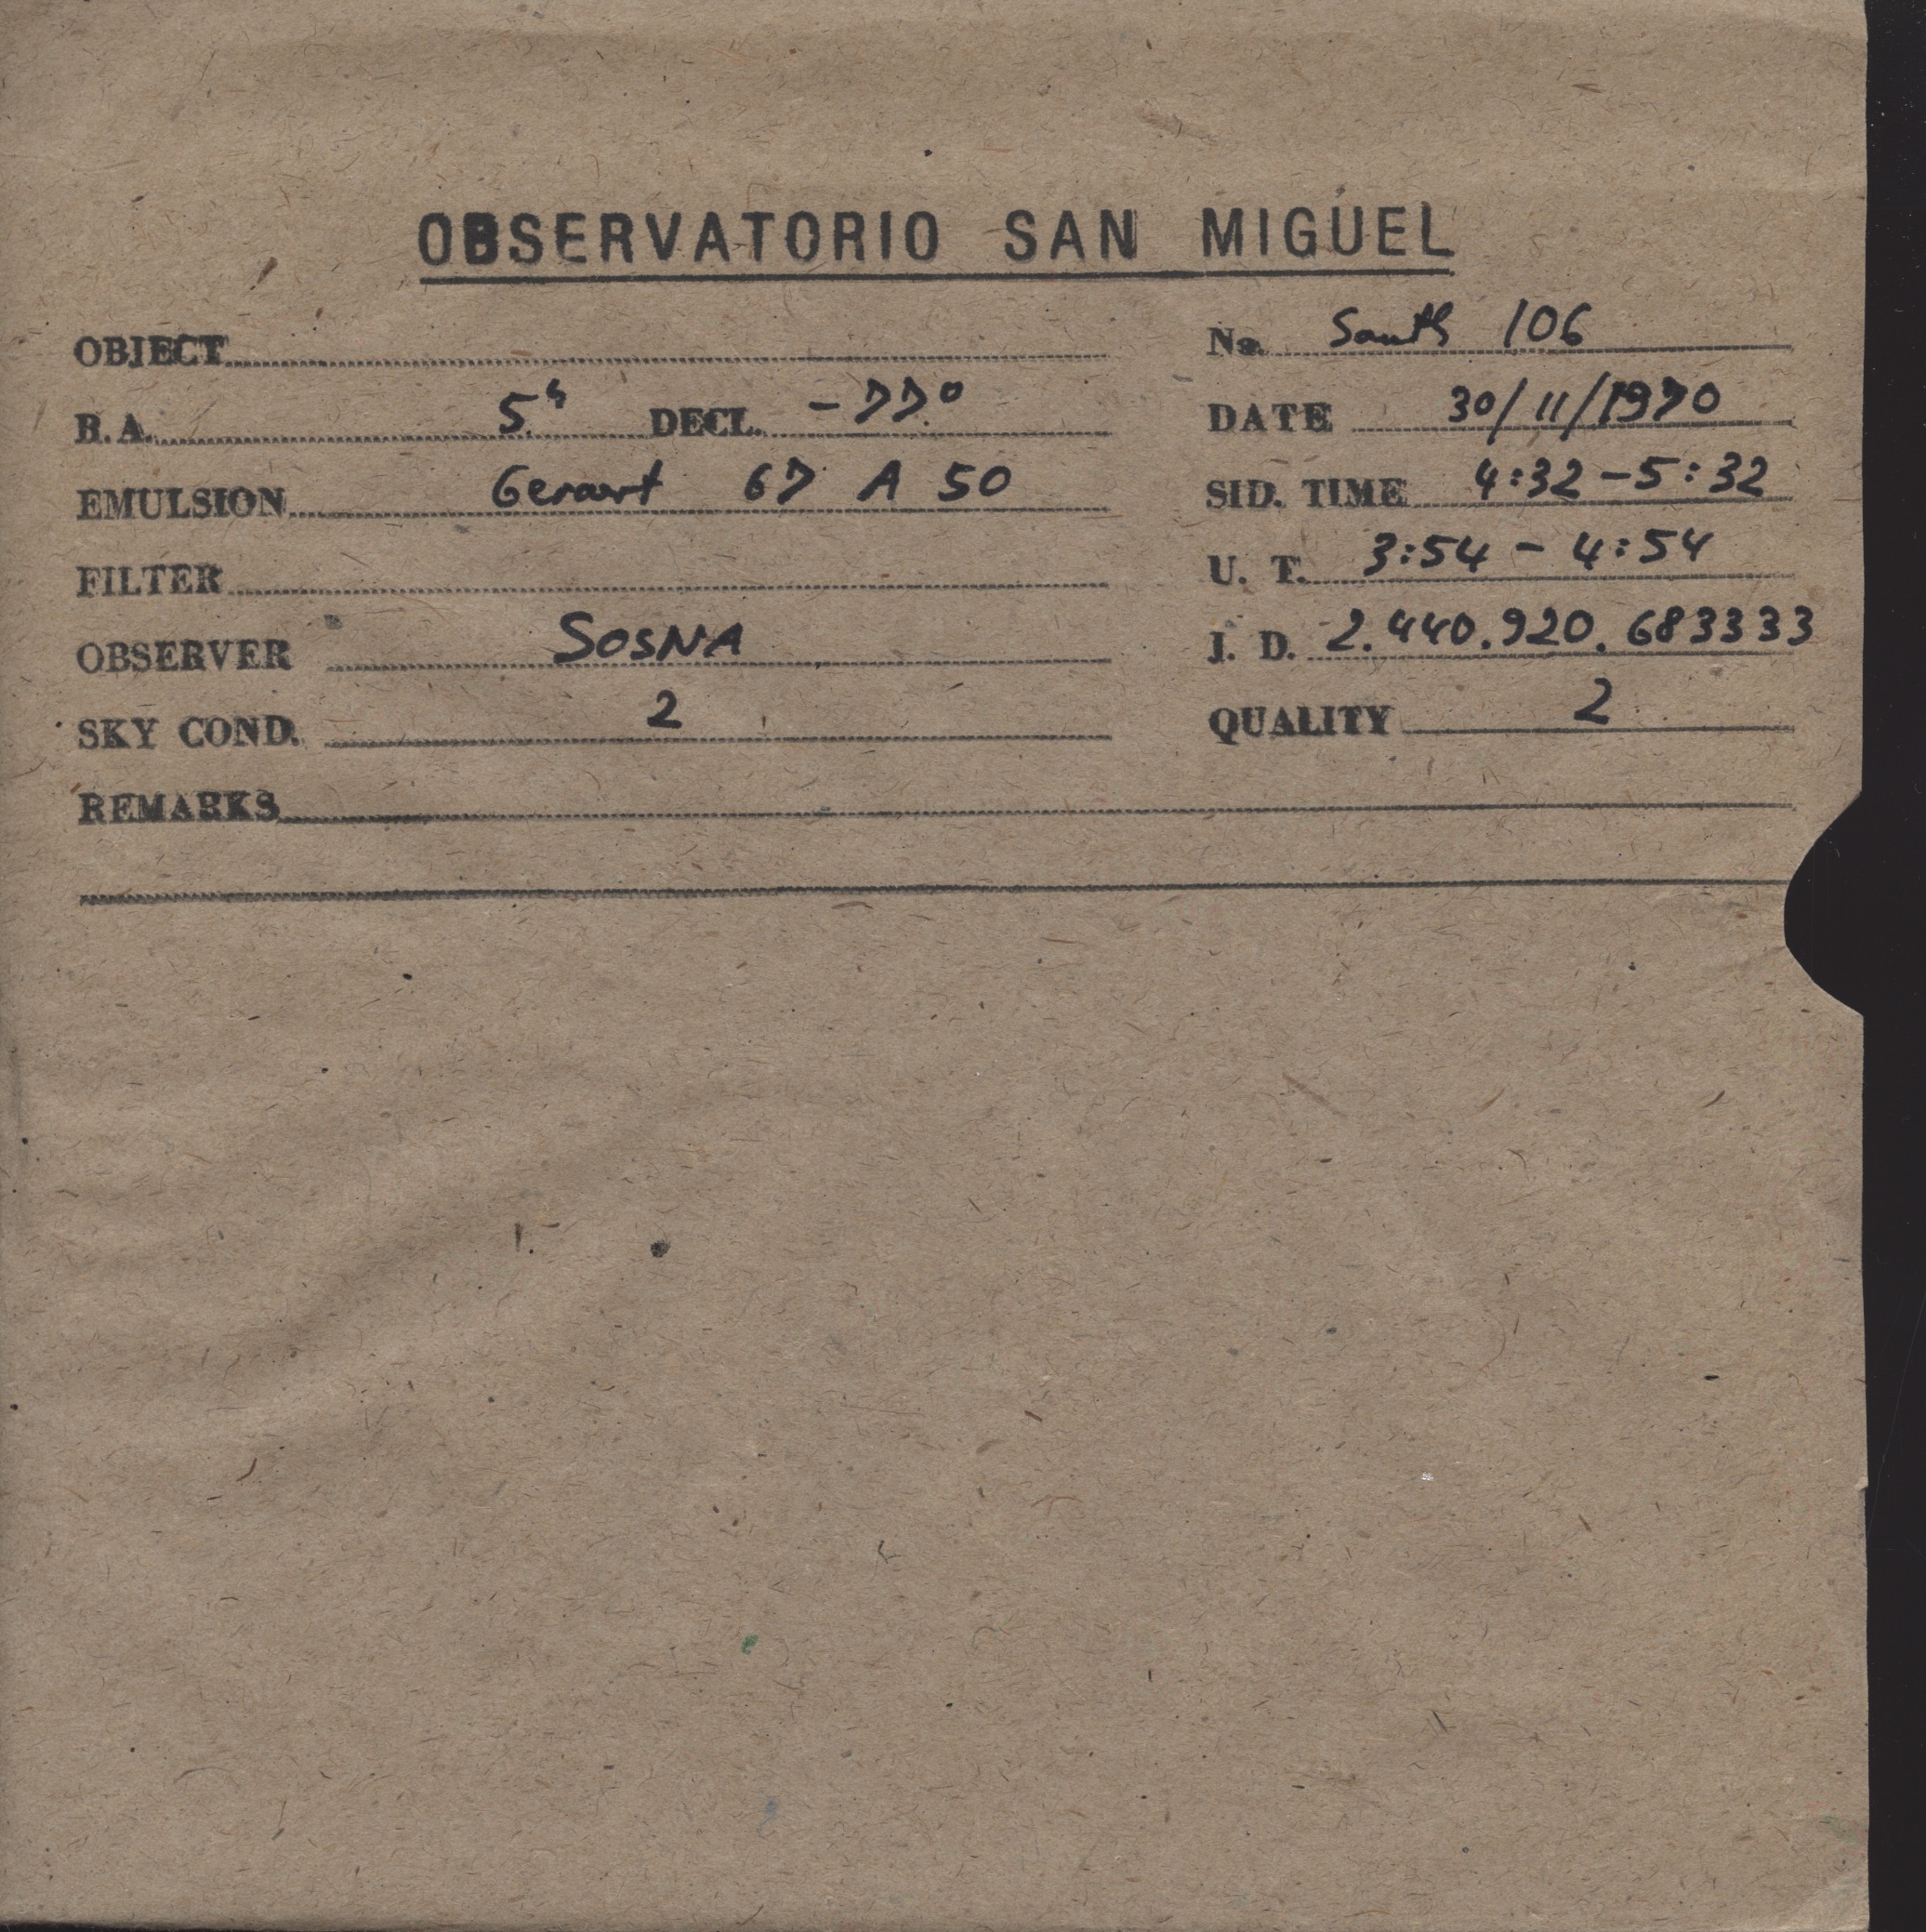 OBSERVATORIO SAN MIGUEL
OBJECT
No. South 106
R.A. 5h DECL. -77°
DATE 30/11/1970
EMULSION Gevaert 67 A 50
SID. TIME 4:32-5:32
FILTER
U. T. 3:54 - 4:54
OBSERVER SOSNA
J. D. 2.440.920.683333
SKY COND. 2
QUALITY 2
REMARKS